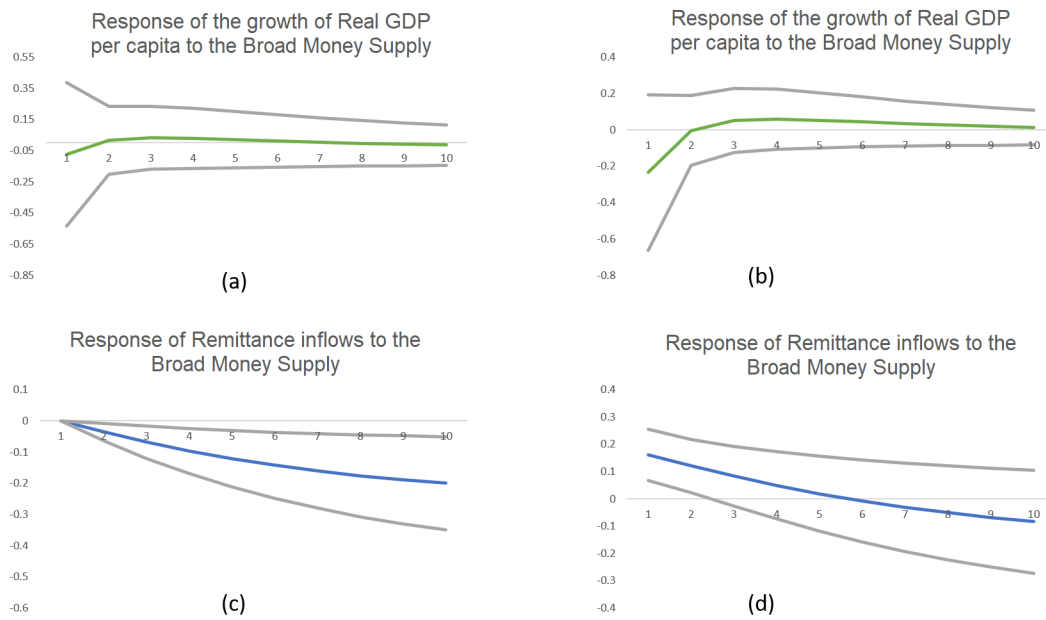 Response of the growth of Real GDP
per capita to the Broad Money Supply
0.55
0.35
0.15
-0.05
-0.25
-0.45
-0.65
-0.85
1 2 3 4 5 6 7 8 9 10
(a)
Response of the growth of Real GDP
per capita to the Broad Money Supply
0.4
0.2
0
-0.2
-0.4
-0.6
-0.8
1 2 3 4 5 6 7 8 9 10
(b)
Response of Remittance inflows to the
Broad Money Supply
0.1
0
-0.1
-0.2
-0.3
-0.4
-0.5
-0.6
1 2 3 4 5 6 7 8 9 10
(c)
Response of Remittance inflows to the
Broad Money Supply
0.4
0.3
0.2
0.1
0
-0.1
-0.2
-0.3
-0.4
1 2 3 4 5 6 7 8 9 10
(d)